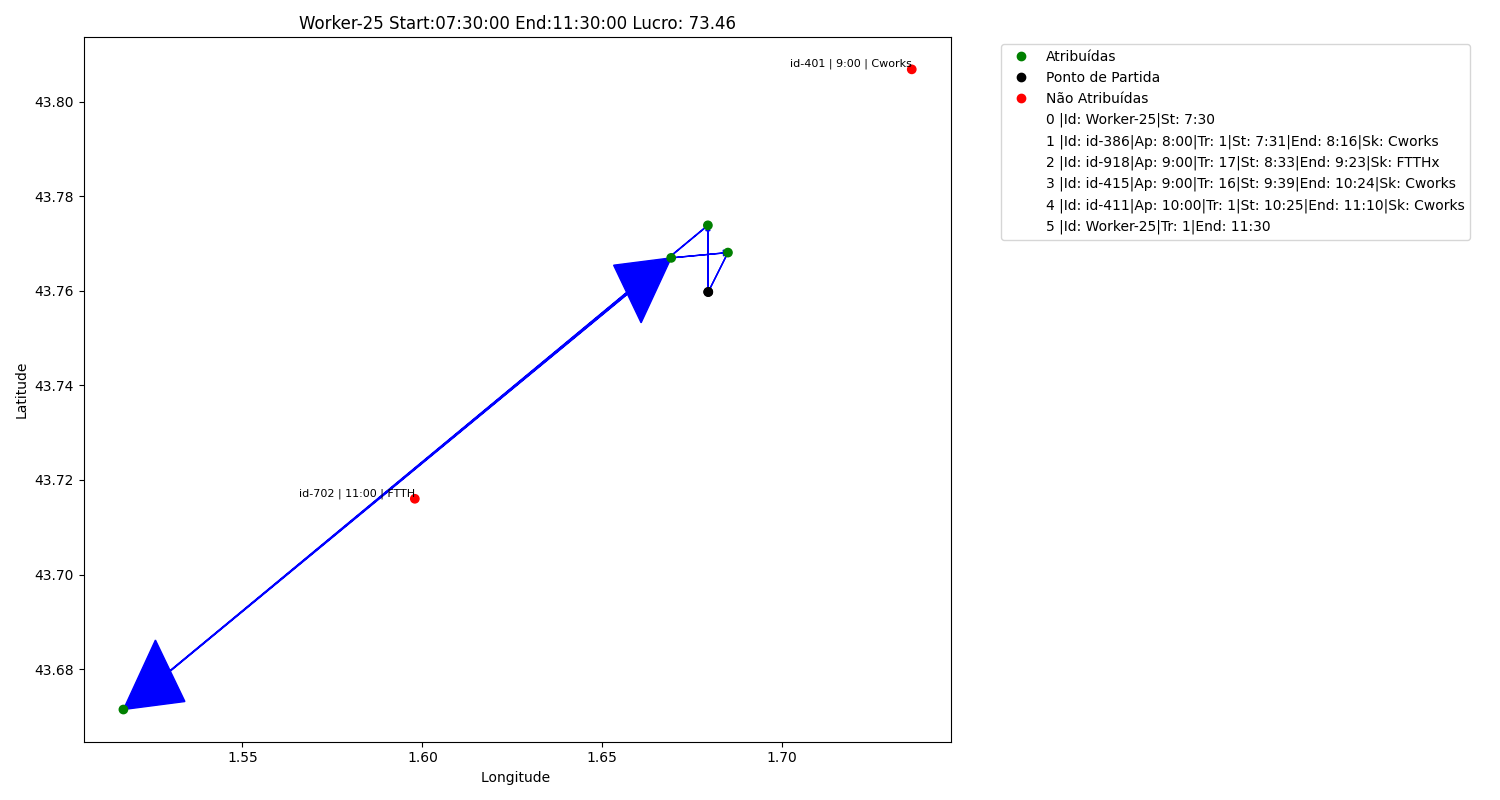 Worker-25 Start:07:30:00 End:11:30:00 Lucro: 73.46
id-401 | 9:00 | Cworks
43.80
43.78
43.76
43.74
43.72
43.70
43.68
Latitude
id-702 | 11:00 | FTTH
1.55
1.60
1.65
1.70
Longitude
Atribuídas
Ponto de Partida
Não Atribuídas
0 |Id: Worker-25|St: 7:30
1 |Id: id-386|Ap: 8:00|Tr: 1|St: 7:31|End: 8:16|Sk: Cworks
2 |Id: id-918|Ap: 9:00|Tr: 17|St: 8:33|End: 9:23|Sk: FTTHx
3 |Id: id-415|Ap: 9:00|Tr: 16|St: 9:39|End: 10:24|Sk: Cworks
4 |Id: id-411|Ap: 10:00|Tr: 1|St: 10:25|End: 11:10|Sk: Cworks
5 |Id: Worker-25|Tr: 1|End: 11:30